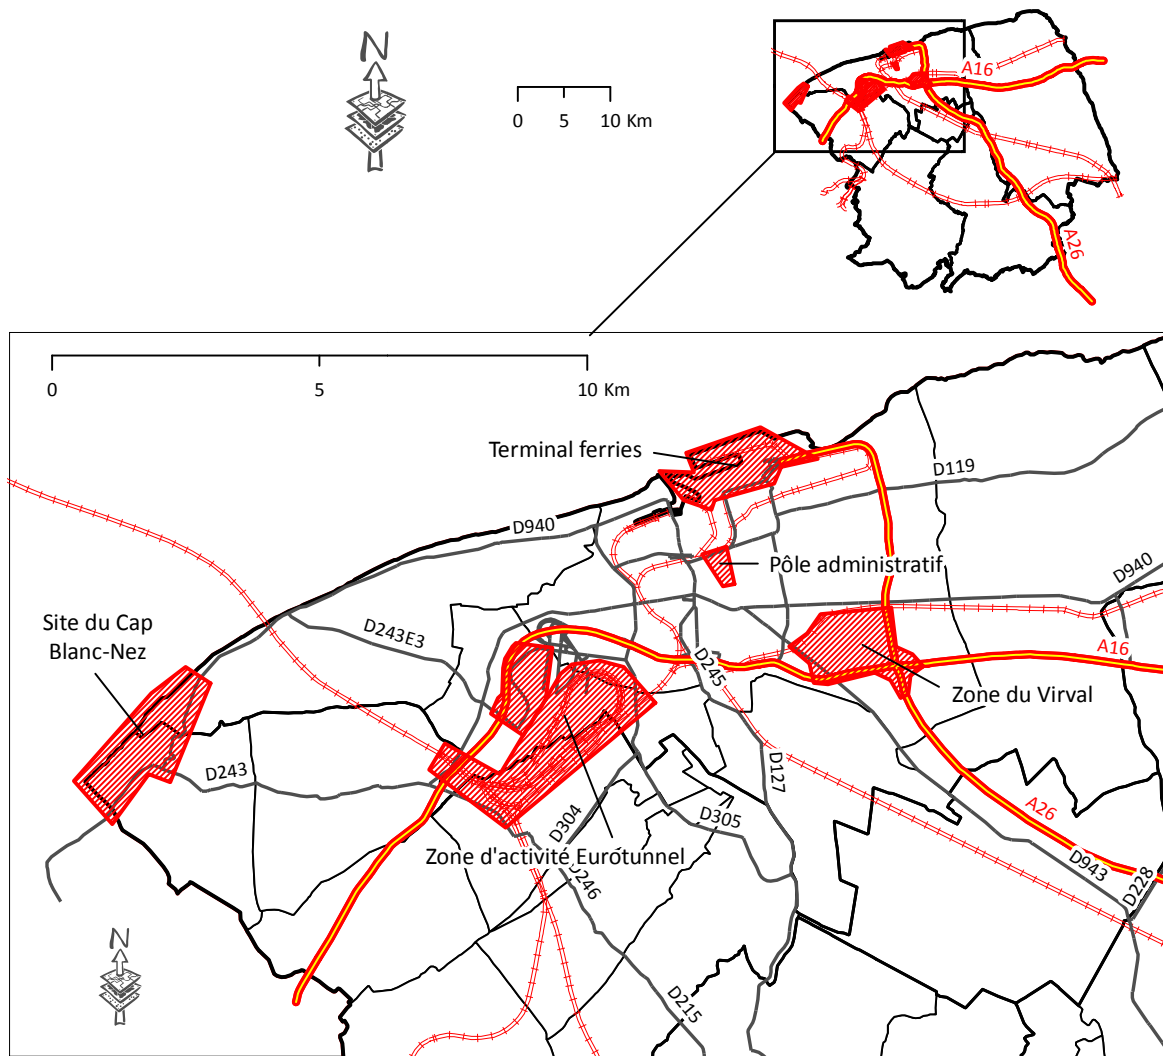 N
0 5 10 Km
A16
A26
0 5 10 Km
Terminal ferries
D119
D940
Pôle administratif
D940
Site du Cap
Blanc-Nez
D243E3
A16
D245
Zone du Virval
D243
D127
D304
D305
A26
Zone d'activité Eurotunnel
D943
D246
D228
N
D215